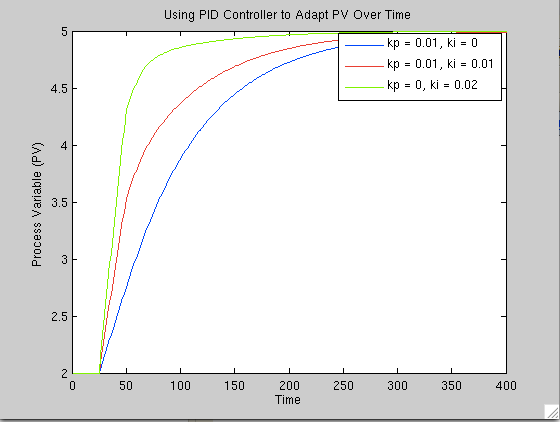 Using PID Controller to Adapt PV Over Time
5
4.5
4
3.5
3
2.5
2
Process Variable (PV)
kp = 0.01, ki = 0
kp = 0.01, ki = 0.01
kp = 0, ki = 0.02
0 50 100 150 200 250 300 350 400
Time